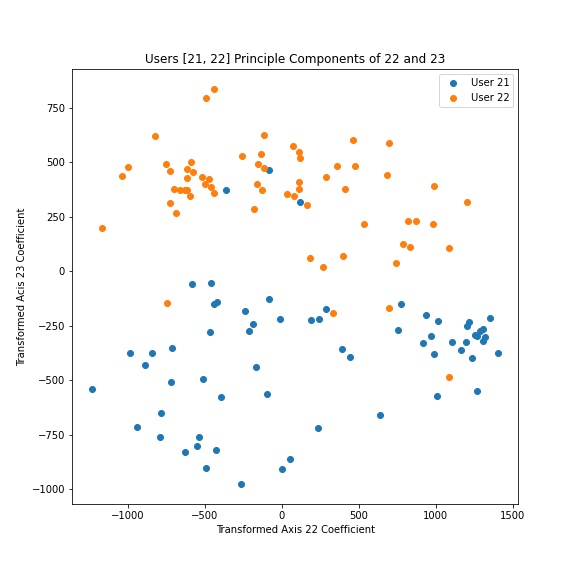 Users [21, 22] Principle Components of 22 and 23
User 21
User 22
Transformed Acis 23 Coefficient
750
500
250
0
−250
−500
−750
−1000
−1000 −500 0 500 1000 1500
Transformed Axis 22 Coefficient